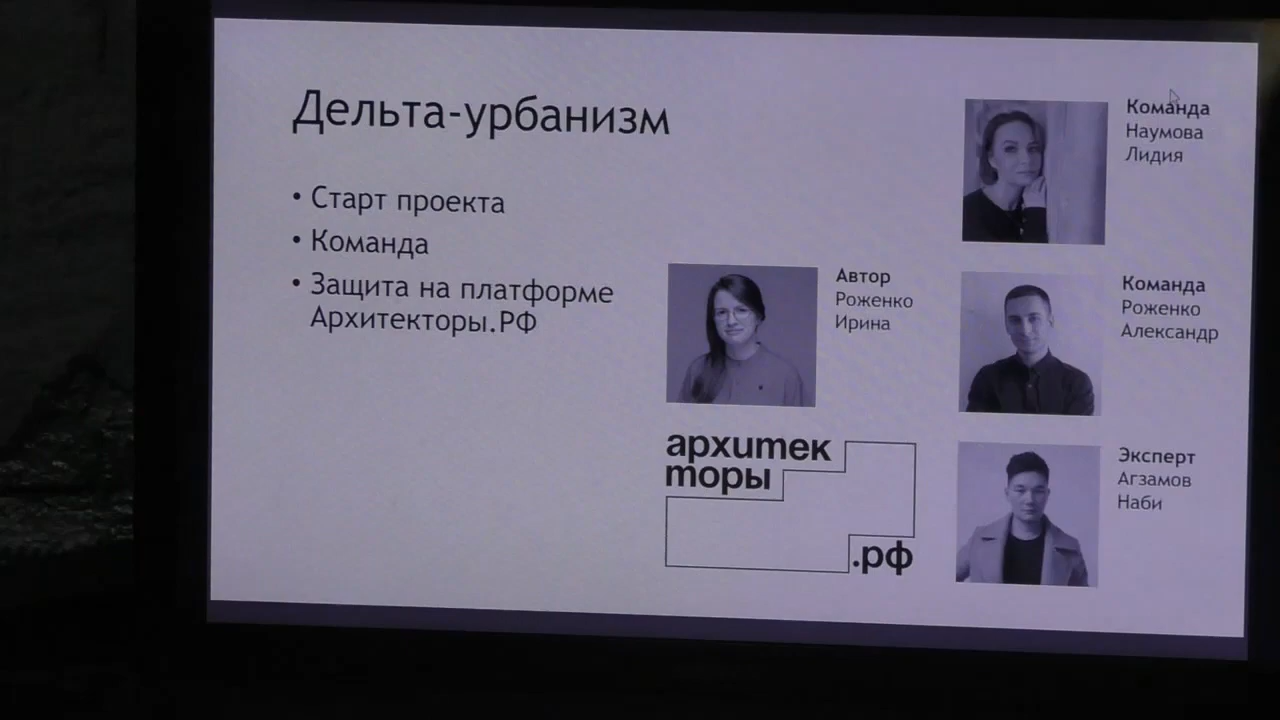 Дельта-урбанизм
• Старт проекта
• Команда
• Защита на платформе
Архитекторы.РФ
Автор
Роженко
Ирина
архитек
торы
.рф
Команда
Наумова
Лидия
Команда
Роженко
Александр
Эксперт
Агзамов
Наби